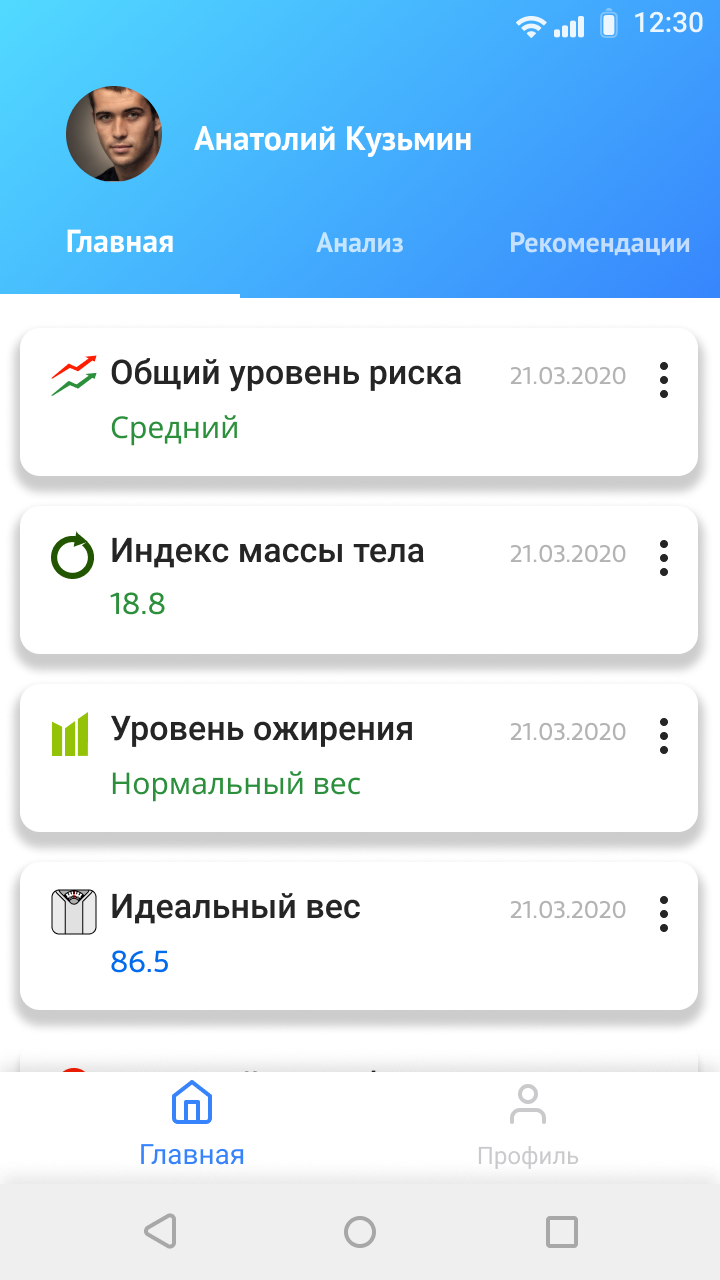 12:30
Анатолий Кузьмин
Главная Анализ Рекомендации
Общий уровень риска 21.03.2020
Средний
Индекс массы тела 21.03.2020
18.8
Уровень ожирения 21.03.2020
Нормальный вес
Идеальный вес 21.03.2020
86.5
Главная Профиль